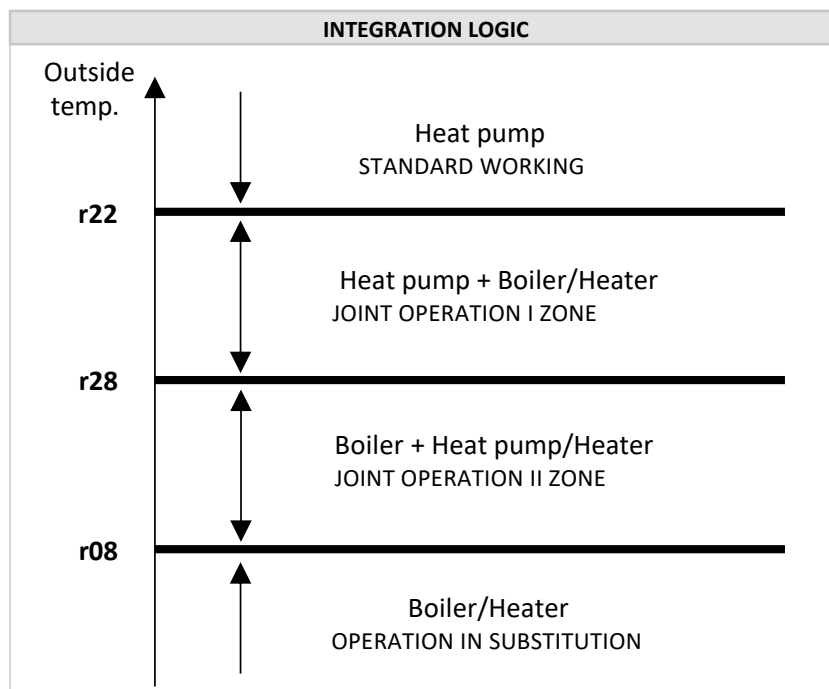 INTEGRATION LOGIC
Outside
temp.
Heat pump
STANDARD WORKING
r22
Heat pump + Boiler/Heater
JOINT OPERATION I ZONE
r28
Boiler + Heat pump/Heater
JOINT OPERATION II ZONE
r08
Boiler/Heater
OPERATION IN SUBSTITUTION